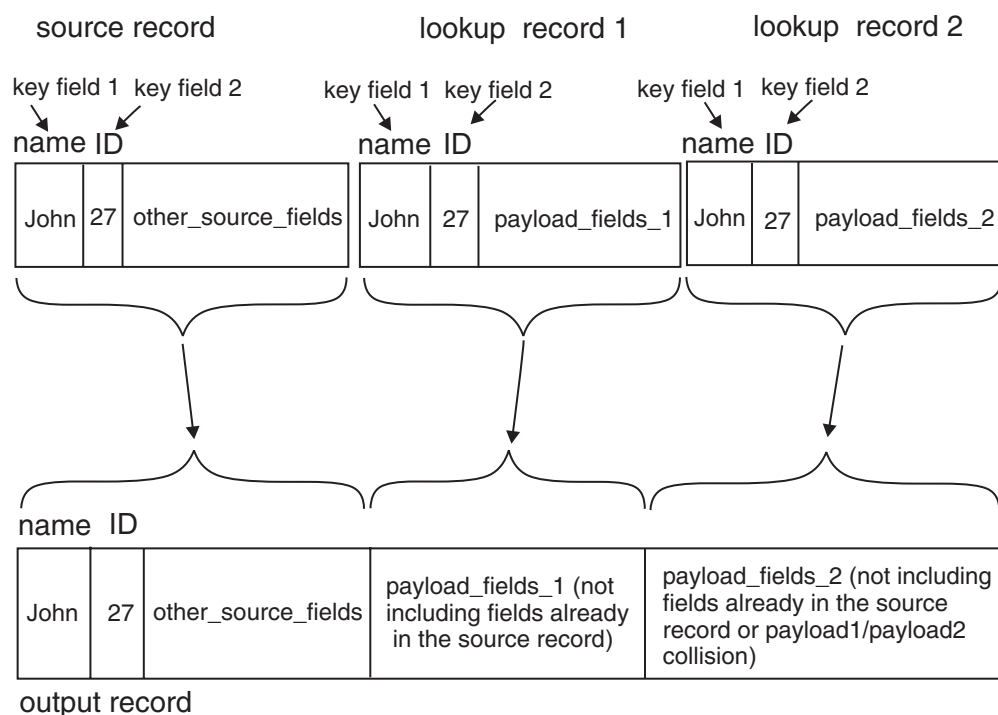 source record
lookup record 1
lookup record 2
key field 1 key field 2
key field 1 key field 2
key field 1 key field 2
name ID
name ID
name ID
John 27 other_source_fields
John 27 payload_fields_1
John 27 payload_fields_2
name ID
John 27 other_source_fields
payload_fields_1 (not
including fields already
in the source record)
payload_fields_2 (not including
fields already in the source
record or payload1/payload2
collision)
output record